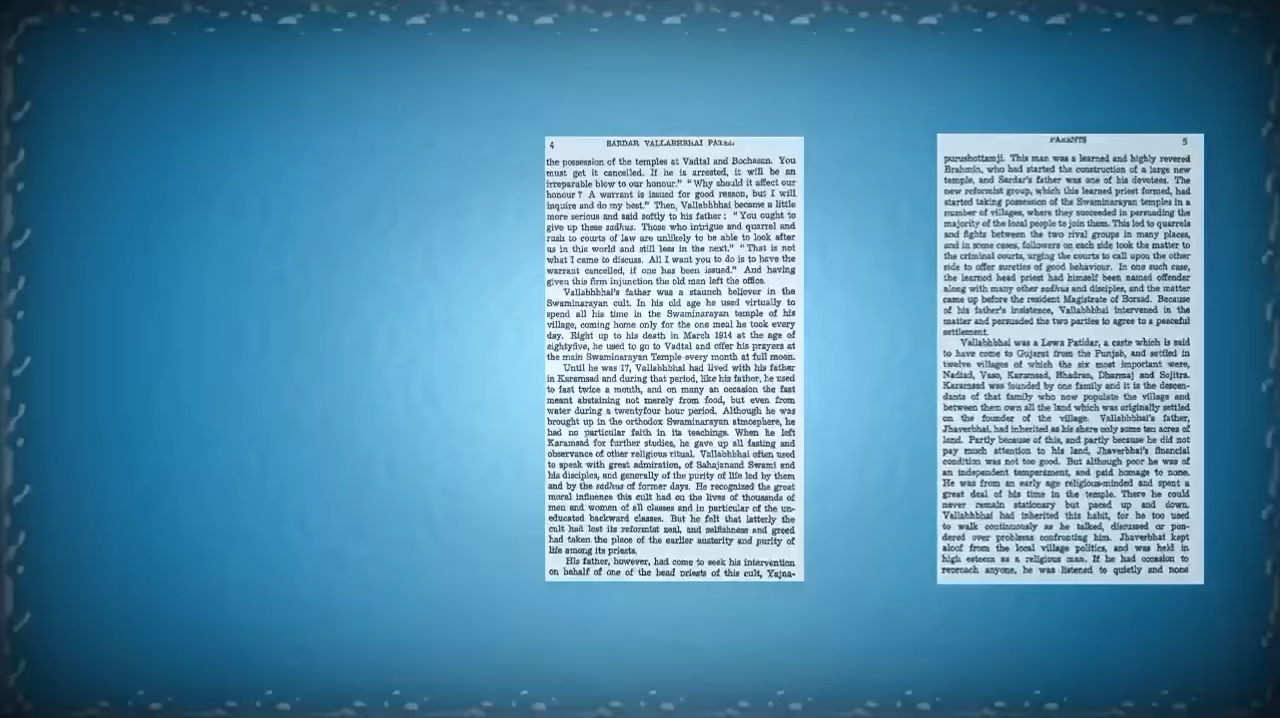 4 SARDAR VALLABHBHAI
the possession of the temples at Vadtal and Bochasan. You
must get it cancelled. If he is arrested, it will be an
irreparable blow to our honour." "Why should it affect our
honour? A warrant is issued for good reason, but I will
inquire and do my best." Then, Vallabhbhai became a little
more serious and said softly to his father: "You ought to
give up these sadhus. Those who intrigue and quarrel and
rush to courts of law are unlikely to be able to look after
us in this world and still less in the next." "That is not
what I came to discuss. All I want you to do is to have the
warrant cancelled, if one has been issued." And having
given this firm injunction the old man left the office.
Vallabhbhai's father was a staunch believer in the
Swaminarayan cult. In his old age he used virtually to
spend all his time in the Swaminarayan temple of his
village, coming home only for the one meal he took every
day. Right up to his death in March 1914 at the age of
eightyfive, he used to go to Vadtal and offer his prayers at
the main Swaminarayan Temple every month at full moon.
Until he was 17, Vallabhbhai had lived with his father
in Karamsad and during that period, like his father, he used
to fast twice a month, and on many an occasion the fast
meant abstaining not merely from food, but even from
water during a twentyfour hour period. Although he was
brought up in the orthodox Swaminarayan atmosphere, he
had no particular faith in its teachings. When he left
Karamsad for further studies, he gave up all fasting and
observance of other religious ritual. Vallabhbhai often used
to speak with great admiration, of Sahajanand Swami and
his disciples, and generally of the purity of life led by them
and by the sadhus of former days. He recognized the great
moral influence this cult had on the lives of thousands of
men and women of all classes and in particular of the un-
educated backward classes. But he felt that latterly the
cult had lost its reformist zeal, and selfishness and greed
had taken the place of the earlier austerity and purity of
life among its priests.
His father, however, had come to seek his intervention
on behalf of one of the head priests of this cult, Yajna-
PARENTS 5
purushottamji. This man was a learned and highly revered
Brahmin, who had started the construction of a large new
temple, and Sardar's father was one of his devotees. The
new reformist group, which this learned priest formed, had
started taking possession of the Swaminarayan temples in a
number of villages, where they succeeded in persuading the
majority of the local people to join them. This led to quarrels
and fights between the two rival groups in many places,
and in some cases, followers on each side took the matter to
the criminal courts, urging the courts to call upon the other
side to offer sureties of good behaviour. In one such case,
the learned head priest had himself been named offender
along with many other sadhus and disciples, and the matter
came up before the resident Magistrate of Borsad. Because
of his father's insistence, Vallabhbhai intervened in the
matter and persuaded the two parties to agree to a peaceful
settlement.
Vallabhbhai was a Lewa Patidar, a caste which is said
to have come to Gujarat from the Punjab, and settled in
twelve villages of which the six most important were,
Nadiad, Vaso, Karamsad, Bhadran, Dharmaj and Sojitra.
Karamsad was founded by one family and it is the descen-
dants of that family who now populate the village and
between them own all the land which was originally settled
on the founder of the village. Vallabhbhai's father,
Jhaverbhai, had inherited as his share only some ten acres of
land. Partly because of this, and partly because he did not
pay much attention to his land, Jhaverbhai's financial
condition was not too good. But although poor he was of
an independent temperament, and paid homage to none.
He was from an early age religious-minded and spent a
great deal of his time in the temple. There he could
never remain stationary but paced up and down.
Vallabhbhai had inherited this habit, for he too used
to walk continuously as he talked, discussed or pon-
dered over problems confronting him. Jhaverbhai kept
aloof from the local village politics, and was held in
high esteem as a religious man. If he had occasion to
reproach anyone, he was listened to quietly and none